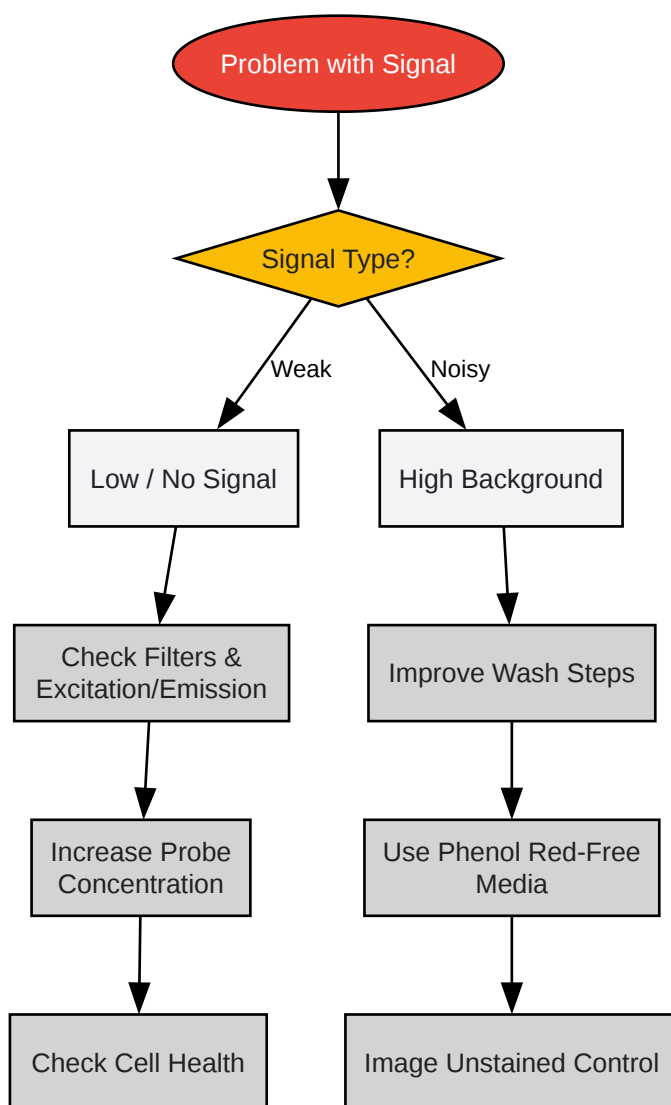 Problem with Signal
Signal Type?
Weak
Noisy
Low / No Signal
High Background
Check Filters &
Excitation/Emission
Improve Wash Steps
Increase Probe
Concentration
Use Phenol Red-Free
Media
Check Cell Health
Image Unstained Control